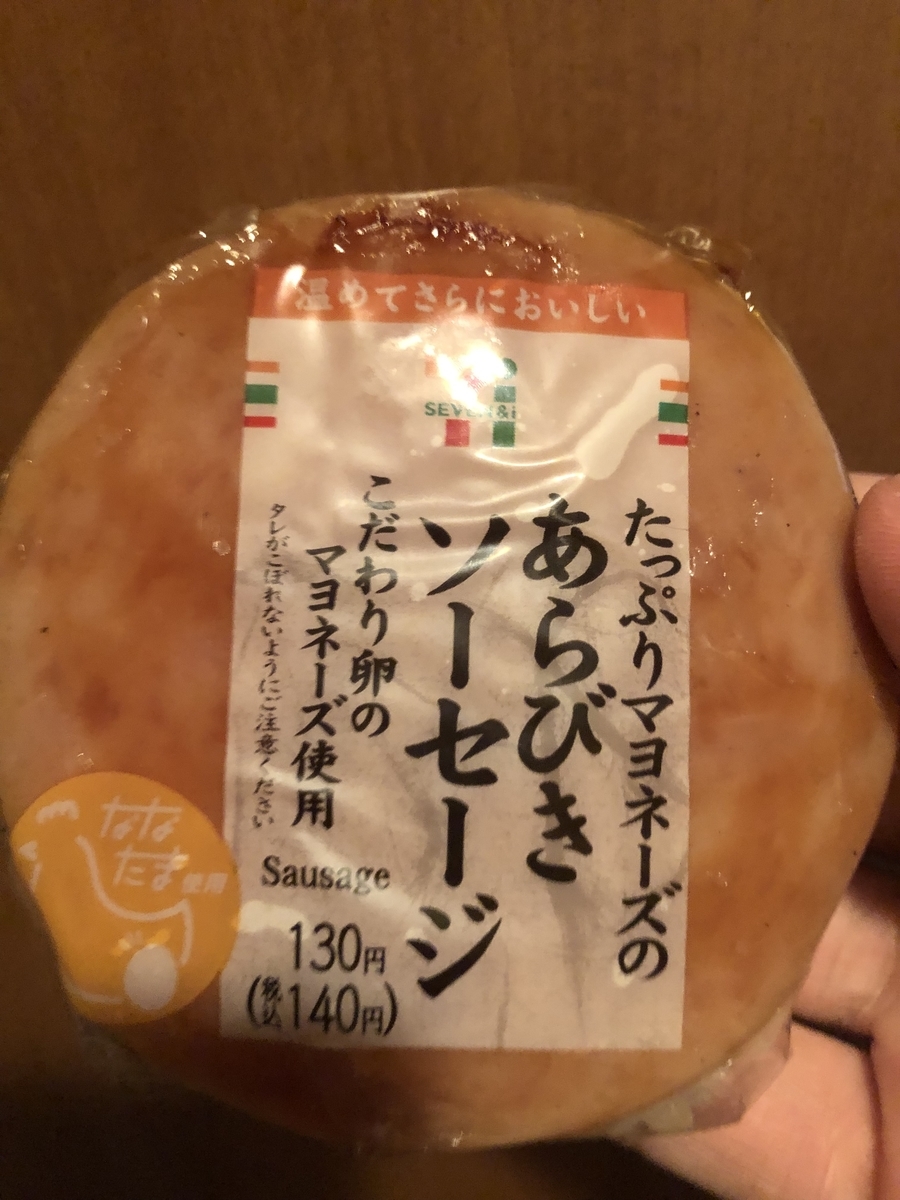 温めてさらにおいしい
SEVEN&i
たっぷりマヨネーズの
あらびき
ソーセージ
こだわり卵の
マヨネーズ使用
タレがこぼれないようにご注意ください
Sausage
130円
(税込140円)
なな
たま使用